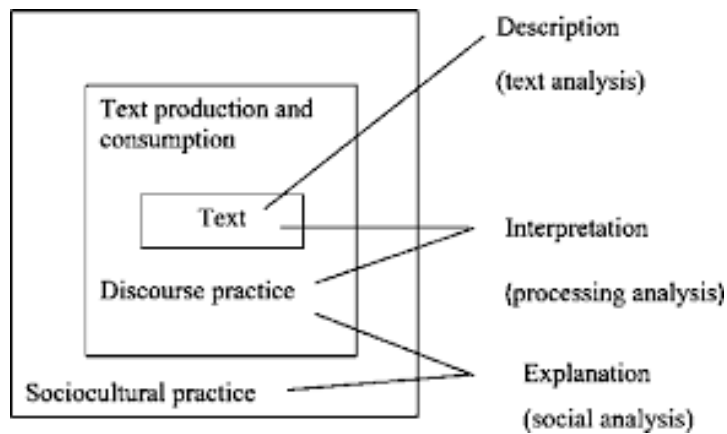 Description
(text analysis)
Text production and
consumption
Text
Interpretation
Discourse practice
(processing analysis)
Explanation
Sociocultural practice
(social analysis)